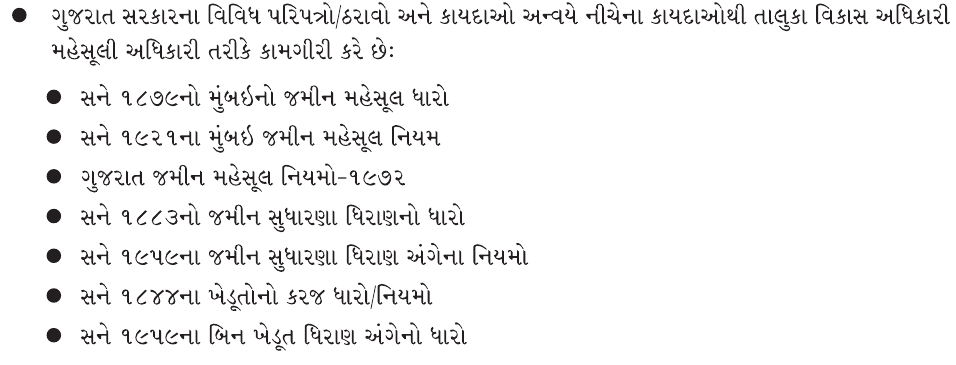 ● ગુજરાત સરકારના વિવિધ પરિપત્રો/ઠરાવો અને કાયદાઓ અન્વયે નીચેના કાયદાઓથી તાલુકા વિકાસ અધિકારી
મહેસૂલી અધિકારી તરીકે કામગીરી કરે છેઃ
● સને ૧૮૭૯નો મુંબઇનો જમીન મહેસૂલ ધારો
● સને ૧૯૨૧ના મુંબઇ જમીન મહેસૂલ નિયમ
● ગુજરાત જમીન મહેસૂલ નિયમો-૧૯૭૨
● સને ૧૮૮૩નો જમીન સુધારણા ધિરાણનો ધારો
● સને ૧૯૫૯ના જમીન સુધારણા ધિરાણ અંગેના નિયમો
● સને ૧૮૪૪ના ખેડૂતોનો કરજ ધારો/નિયમો
● સને ૧૯૫૯ના બિન ખેડૂત ધિરાણ અંગેનો ધારો